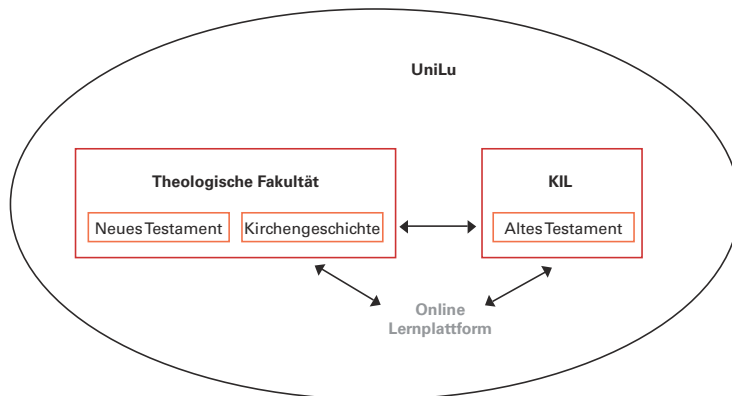 UniLu
Theologische Fakultät
KIL
Neues Testament
Kirchengeschichte
Altes Testament
Online
Lernplattform